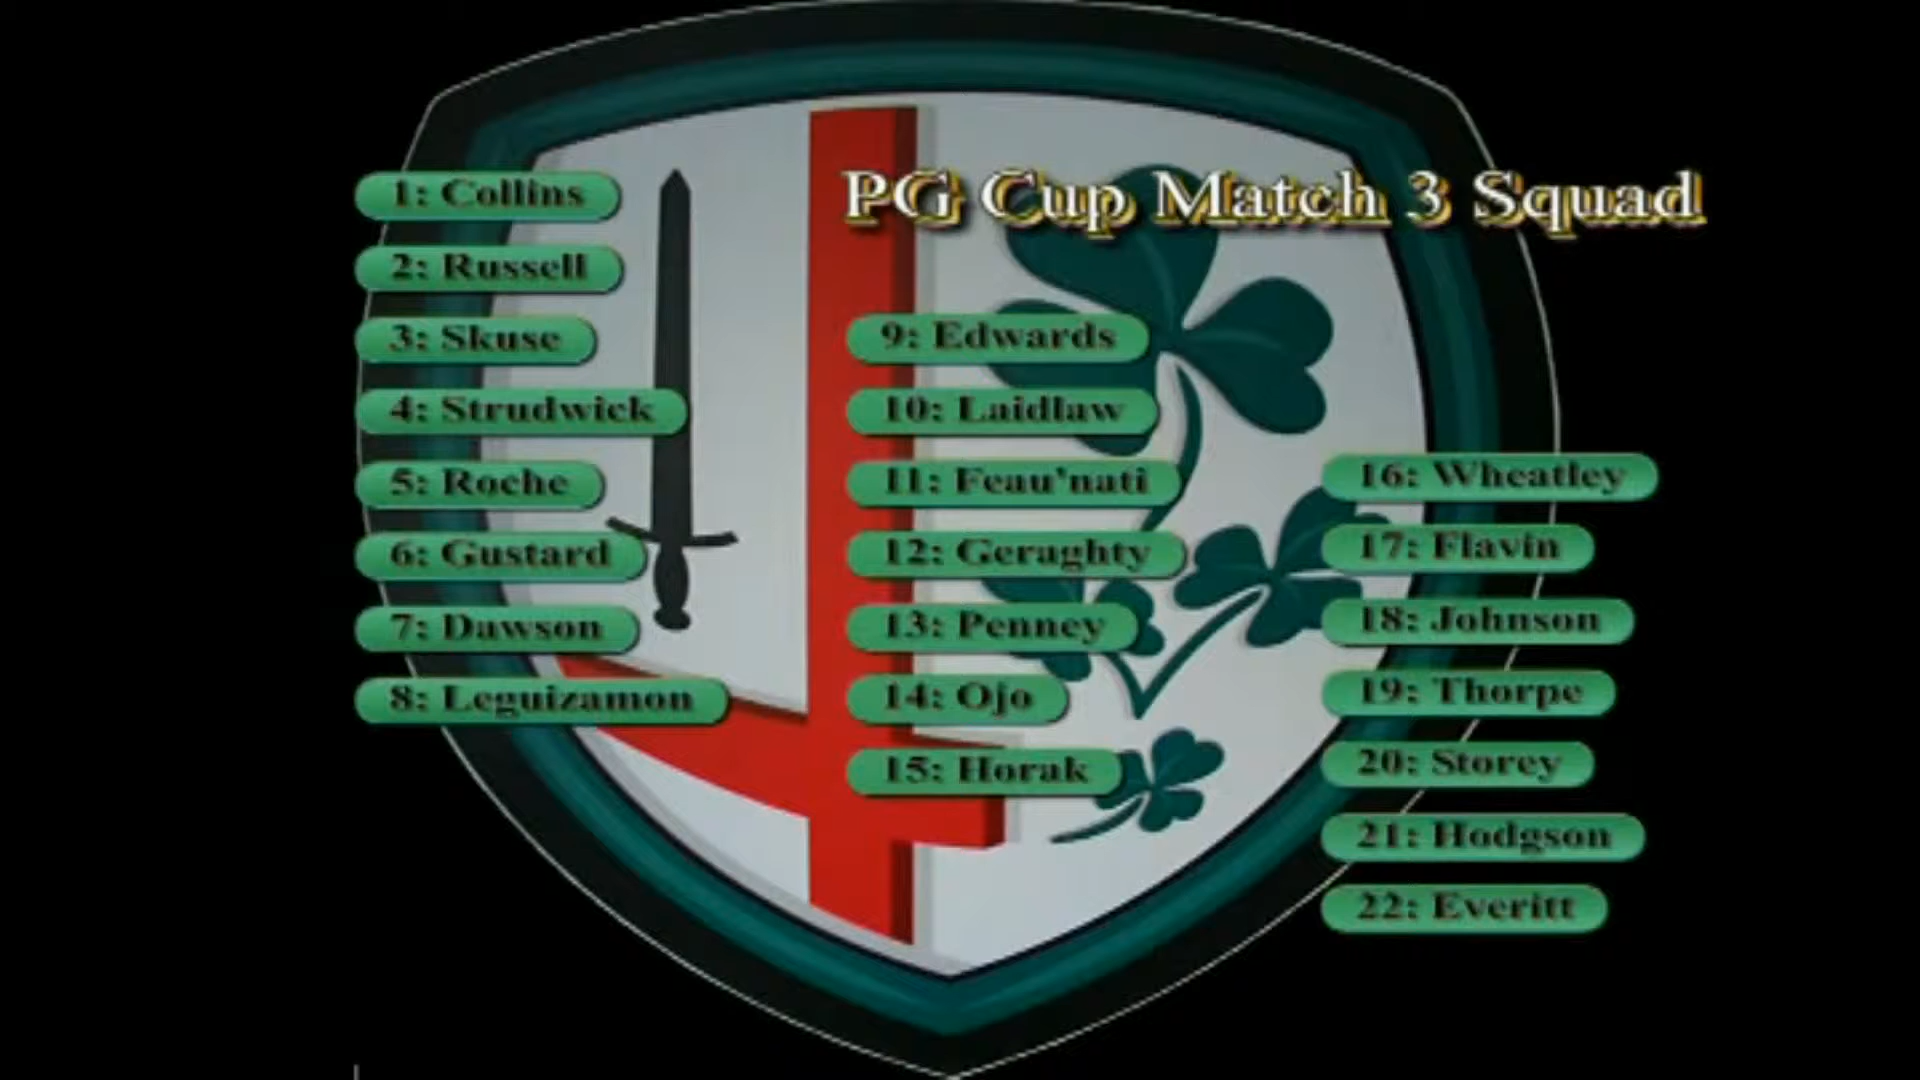 PG Cup Match 3 Squad
1: Collins
2: Russell
3: Skuse
4: Strudwick
5: Roche
6: Gustard
7: Dawson
8: Leguizamon
9: Edwards
10: Laidlaw
11: Feau'nati
12: Geraghty
13: Penney
14: Ojo
15: Horak
16: Wheatley
17: Flavin
18: Johnson
19: Thorpe
20: Storey
21: Hodgson
22: Everitt